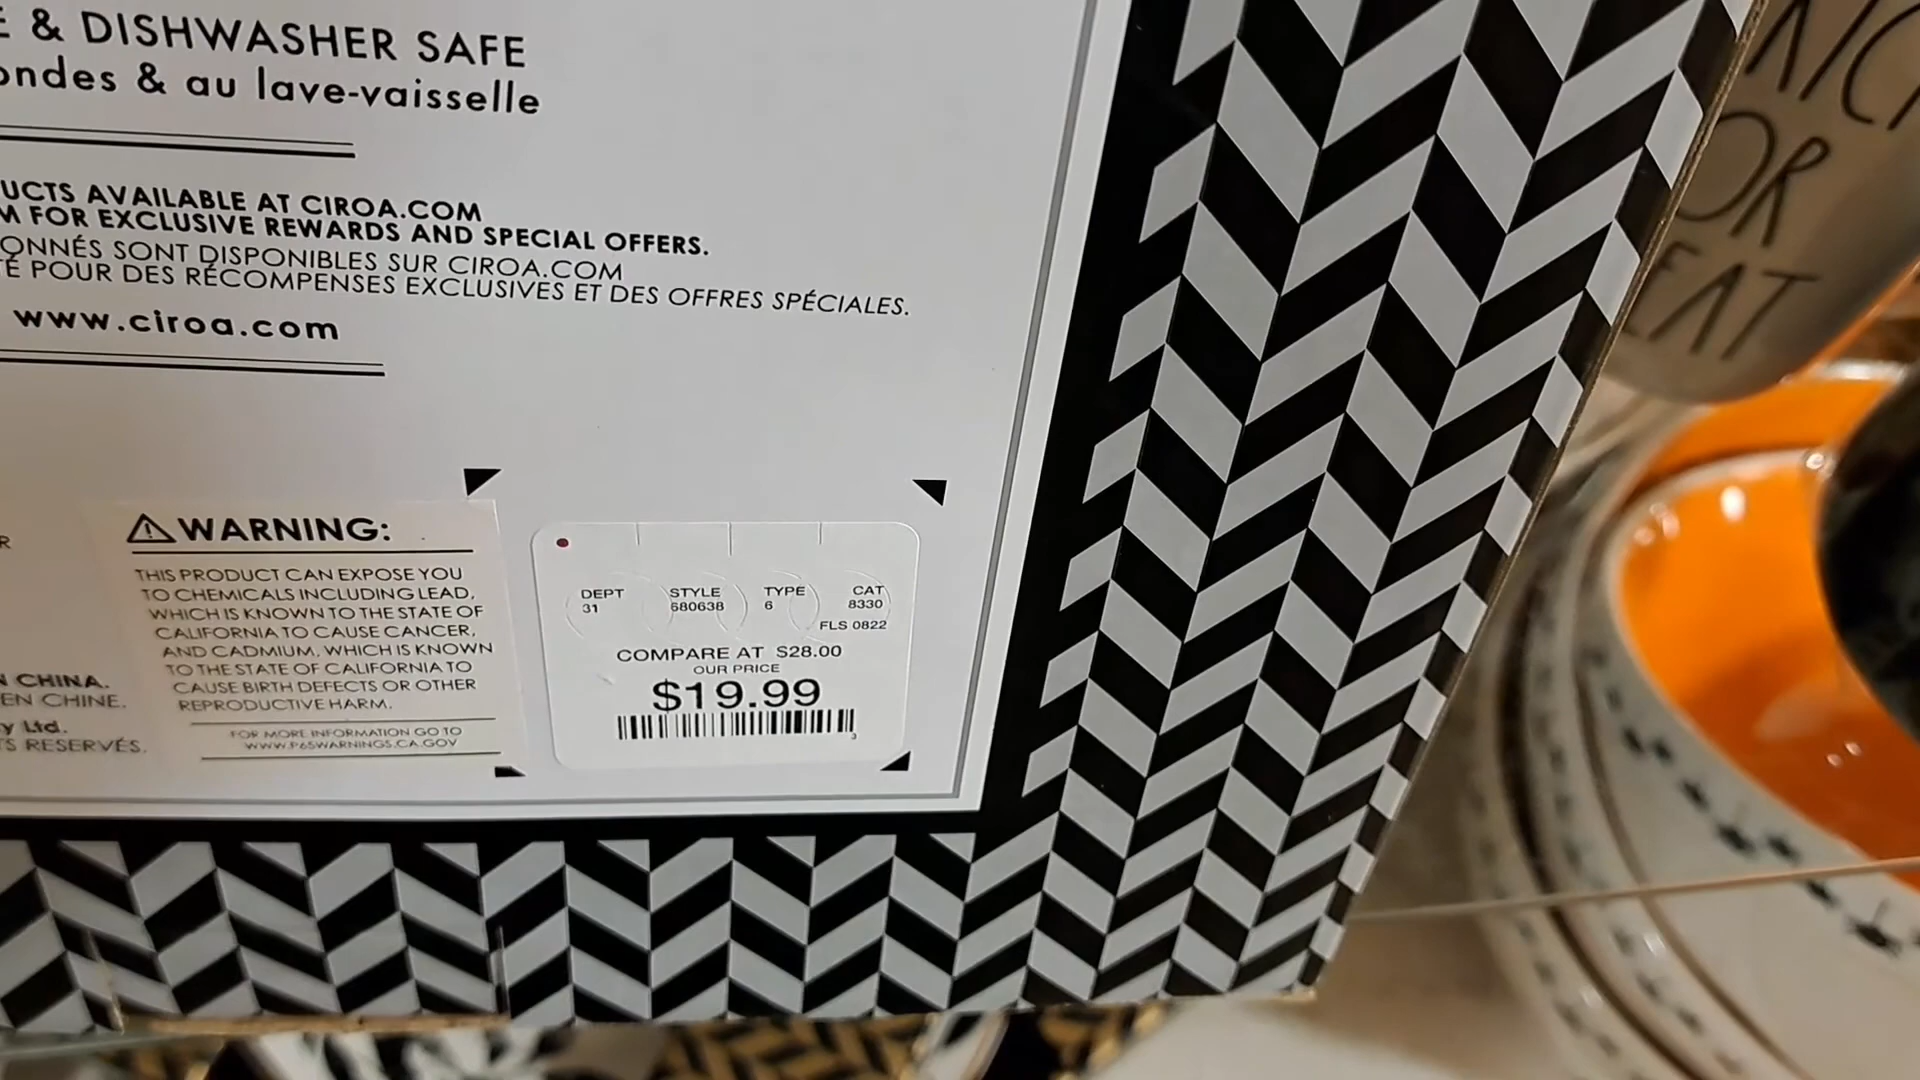 & DISHWASHER SAFE
ondes & au lave-vaisselle
UCTS AVAILABLE AT CIROA.COM
M FOR EXCLUSIVE REWARDS AND SPECIAL OFFERS.
ONNÉS SONT DISPONIBLES SUR CIROA.COM
TÉ POUR DES RÉCOMPENSES EXCLUSIVES ET DES OFFRES SPÉCIALES.
www.ciroa.com
R
N CHINA.
EN CHINE.
y Ltd.
TS RESERVÉS.
WARNING:
THIS PRODUCT CAN EXPOSE YOU
TO CHEMICALS INCLUDING LEAD,
WHICH IS KNOWN TO THE STATE OF
CALIFORNIA TO CAUSE CANCER,
AND CADMIUM, WHICH IS KNOWN
TO THE STATE OF CALIFORNIA TO
CAUSE BIRTH DEFECTS OR OTHER
REPRODUCTIVE HARM.
FOR MORE INFORMATION GO TO
WWW.P65WARNINGS.CA.GOV
DEPT STYLE TYPE CAT
31 680638 6 8330
FLS 0822
COMPARE AT $28.00
OUR PRICE
$19.99
3
OR
EAT